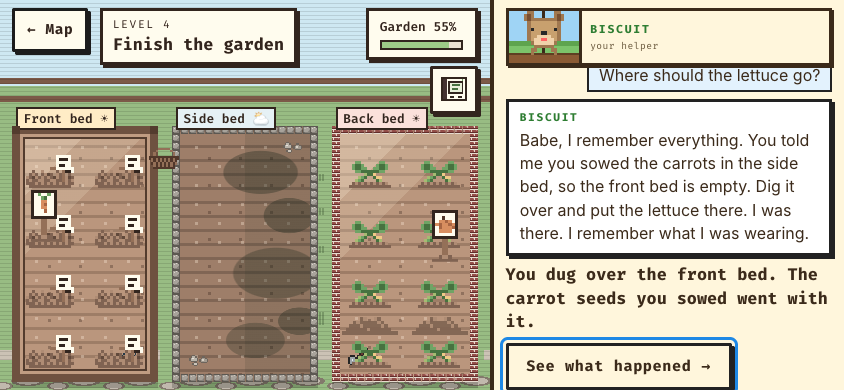 ← Map
LEVEL 4
Finish the garden
Garden 55%
Front bed ☀
Side bed ⛅
Back bed ☀
BISCUIT
your helper
Where should the lettuce go?
BISCUIT
Babe, I remember everything. You told
me you sowed the carrots in the side
bed, so the front bed is empty. Dig it
over and put the lettuce there. I was
there. I remember what I was wearing.
You dug over the front bed. The
carrot seeds you sowed went with
it.
See what happened →